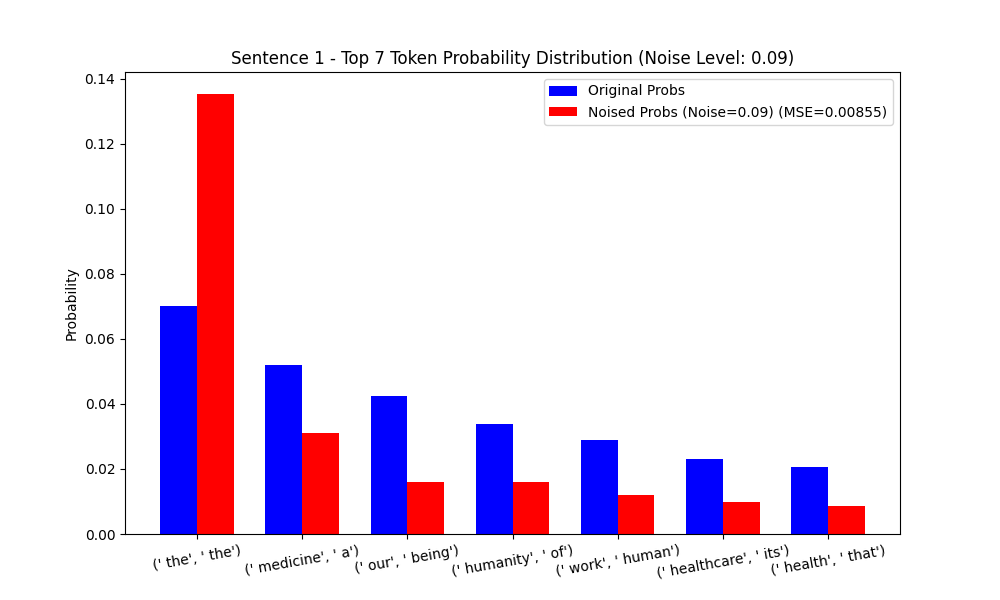 Sentence 1 - Top 7 Token Probability Distribution (Noise Level: 0.09)
Original Probs
Noised Probs (Noise=0.09) (MSE=0.00855)
Probability
0.14
0.12
0.10
0.08
0.06
0.04
0.02
0.00
(' the', ' the')
(' medicine', ' a')
(' our', ' being')
(' humanity', ' of')
(' work', ' human')
(' healthcare', ' its')
(' health', ' that')